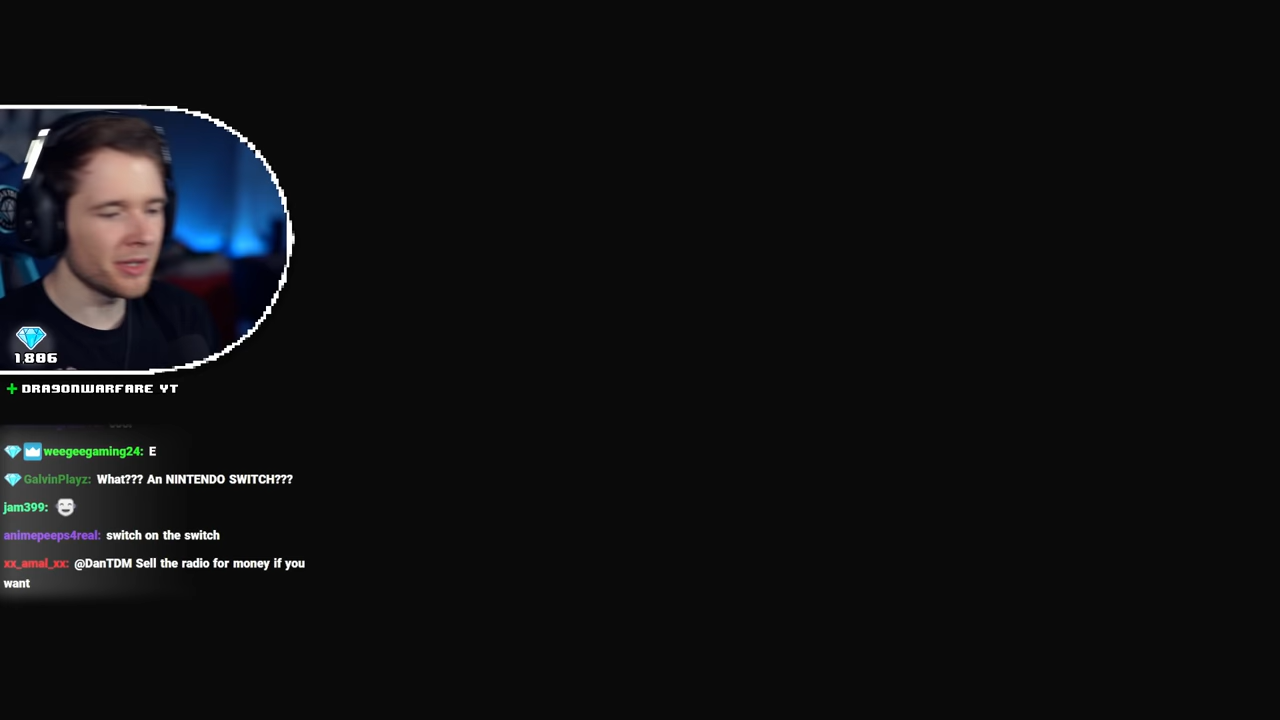 1886
+ DRAGONWARFARE YT
weegeegaming24: E
GalvinPlayz: What??? An NINTENDO SWITCH???
jam399:
animepeeps4real: switch on the switch
xx_amal_xx: @DanTDM Sell the radio for money if you
want